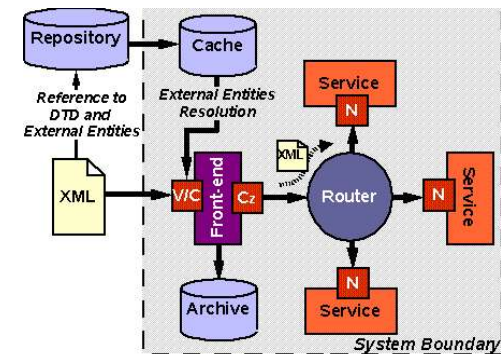 Repository
Cache
Service
N
Reference to
DTD and
External Entities
External Entities
Resolution
XML
XML
V/C
Front-end
Cz
Router
N
Service
Archive
N
Service
System Boundary